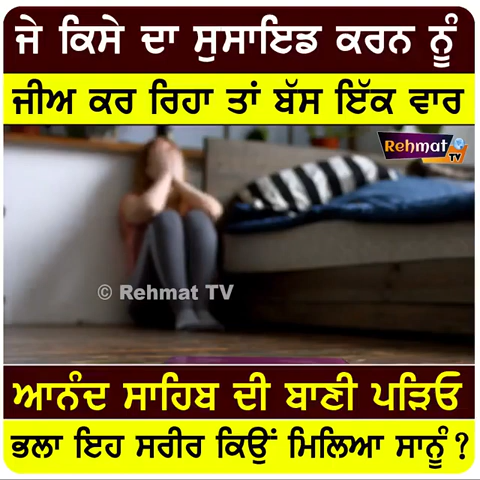 ਜੇ ਕਿਸੇ ਦਾ ਸੁਸਾਇਡ ਕਰਨ ਨੂੰ
ਜੀਅ ਕਰ ਰਿਹਾ ਤਾਂ ਬੱਸ ਇੱਕ ਵਾਰ
Rehmat
TV
© Rehmat TV
ਆਨੰਦ ਸਾਹਿਬ ਦੀ ਬਾਣੀ ਪੜਿਓ
ਭਲਾ ਇਹ ਸਰੀਰ ਕਿਉਂ ਮਿਲਿਆ ਸਾਨੂੰ ?